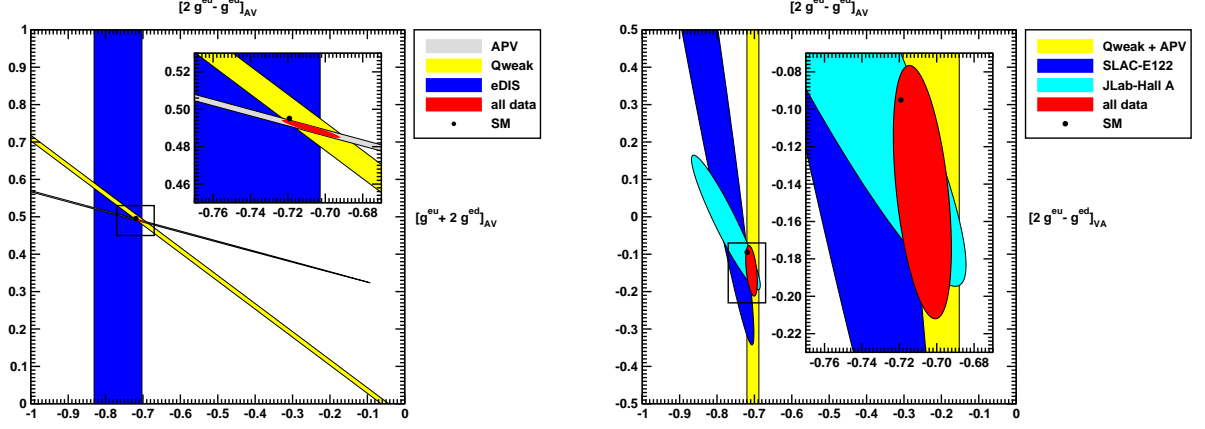 [2 g^eu- g^ed]_AV
1
0.9
0.8
0.7
0.6
0.5
0.4
0.3
0.2
0.1
0
-1 -0.9 -0.8 -0.7 -0.6 -0.5 -0.4 -0.3 -0.2 -0.1 0
0.52
0.50
0.48
0.46
-0.76 -0.74 -0.72 -0.70 -0.68
APV
Qweak
eDIS
all data
SM
[g^eu+ 2 g^ed]_AV
[2 g^eu- g^ed]_AV
0.5
0.4
0.3
0.2
0.1
0
-0.1
-0.2
-0.3
-0.4
-0.5
-1 -0.9 -0.8 -0.7 -0.6 -0.5 -0.4 -0.3 -0.2 -0.1 0
-0.08
-0.10
-0.12
-0.14
-0.16
-0.18
-0.20
-0.22
-0.76 -0.74 -0.72 -0.70 -0.68
Qweak + APV
SLAC-E122
JLab-Hall A
all data
SM
[2 g^eu- g^ed]_VA